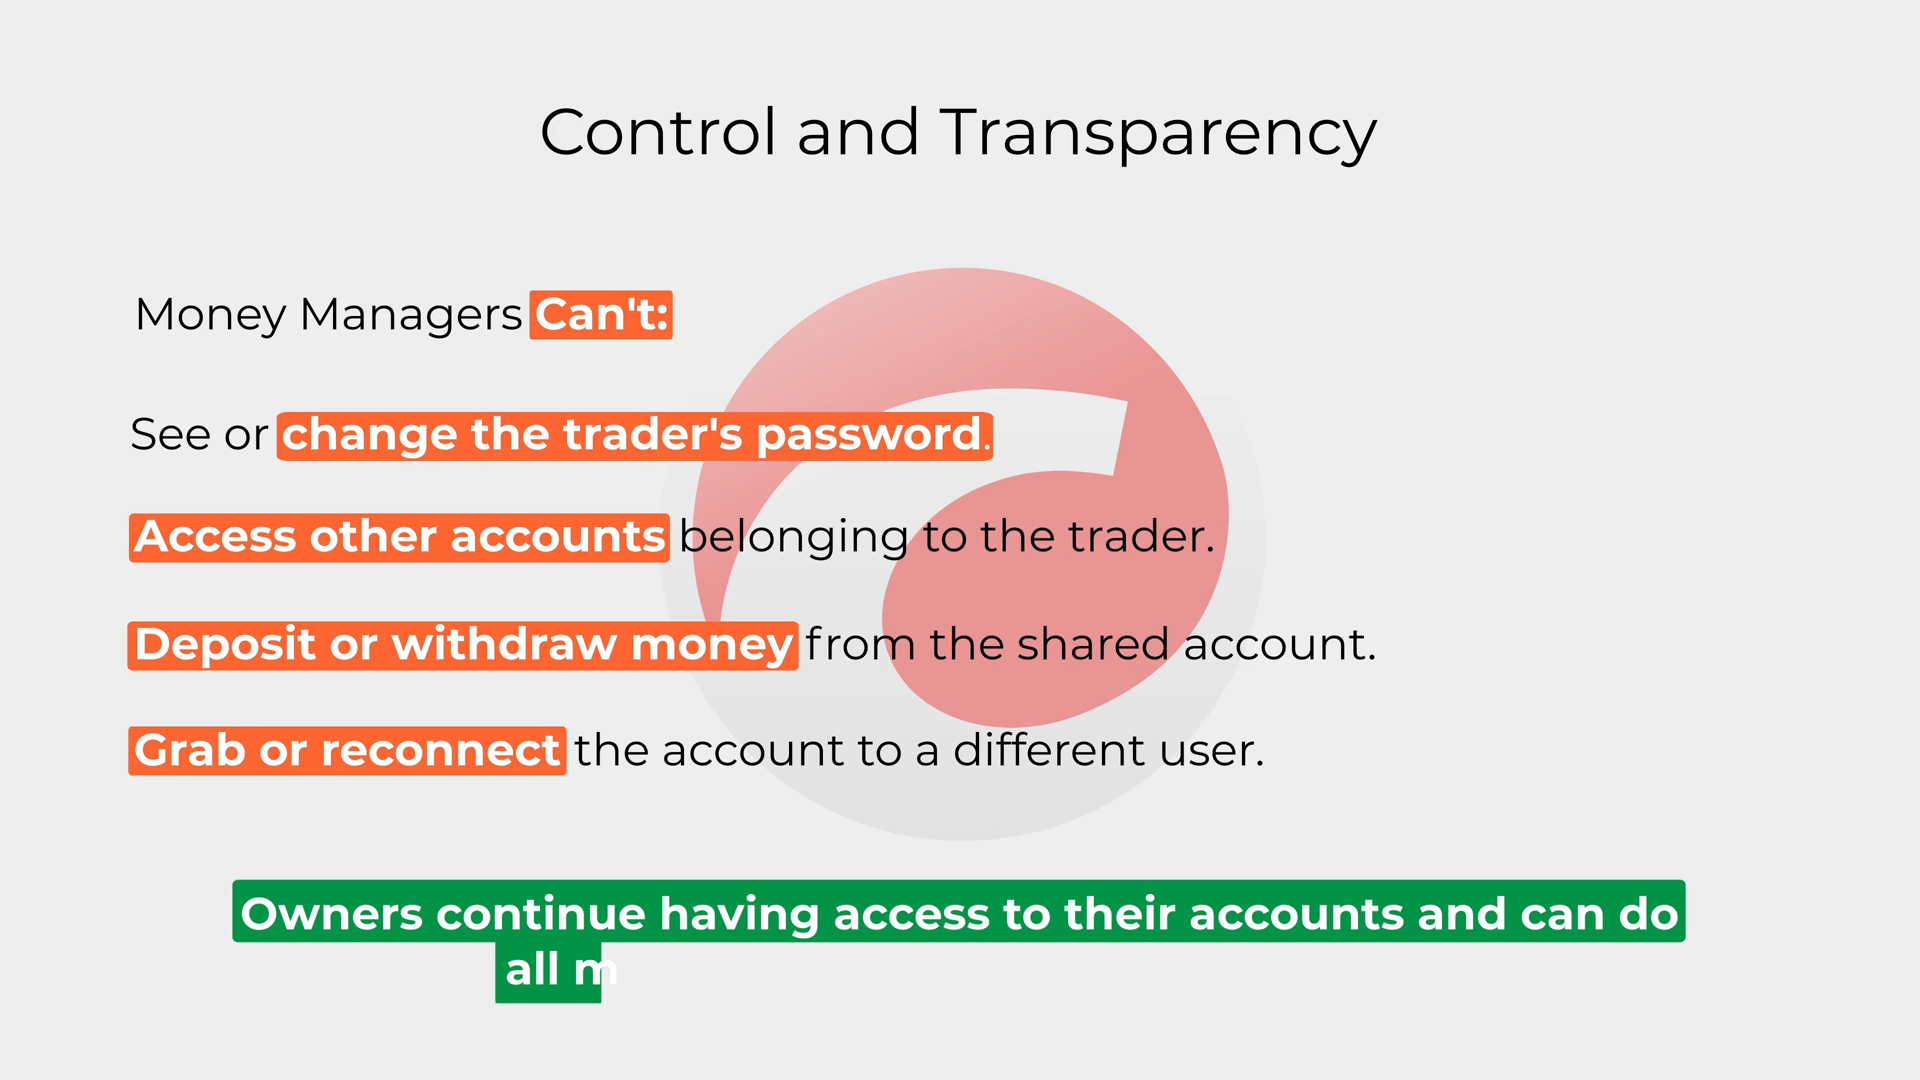 Control and Transparency
Money Managers Can't:
See or change the trader's password.
Access other accounts belonging to the trader.
Deposit or withdraw money from the shared account.
Grab or reconnect the account to a different user.
Owners continue having access to their accounts and can do
all m